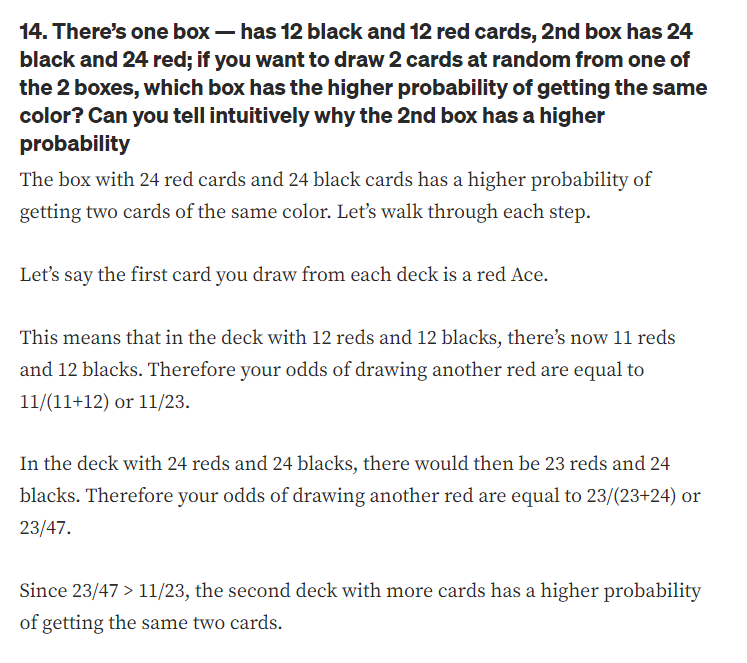 14. There’s one box — has 12 black and 12 red cards, 2nd box has 24
black and 24 red; if you want to draw 2 cards at random from one of
the 2 boxes, which box has the higher probability of getting the same
color? Can you tell intuitively why the 2nd box has a higher
probability
The box with 24 red cards and 24 black cards has a higher probability of
getting two cards of the same color. Let’s walk through each step.
Let’s say the first card you draw from each deck is a red Ace.
This means that in the deck with 12 reds and 12 blacks, there’s now 11 reds
and 12 blacks. Therefore your odds of drawing another red are equal to
11/(11+12) or 11/23.
In the deck with 24 reds and 24 blacks, there would then be 23 reds and 24
blacks. Therefore your odds of drawing another red are equal to 23/(23+24) or
23/47.
Since 23/47 > 11/23, the second deck with more cards has a higher probability
of getting the same two cards.